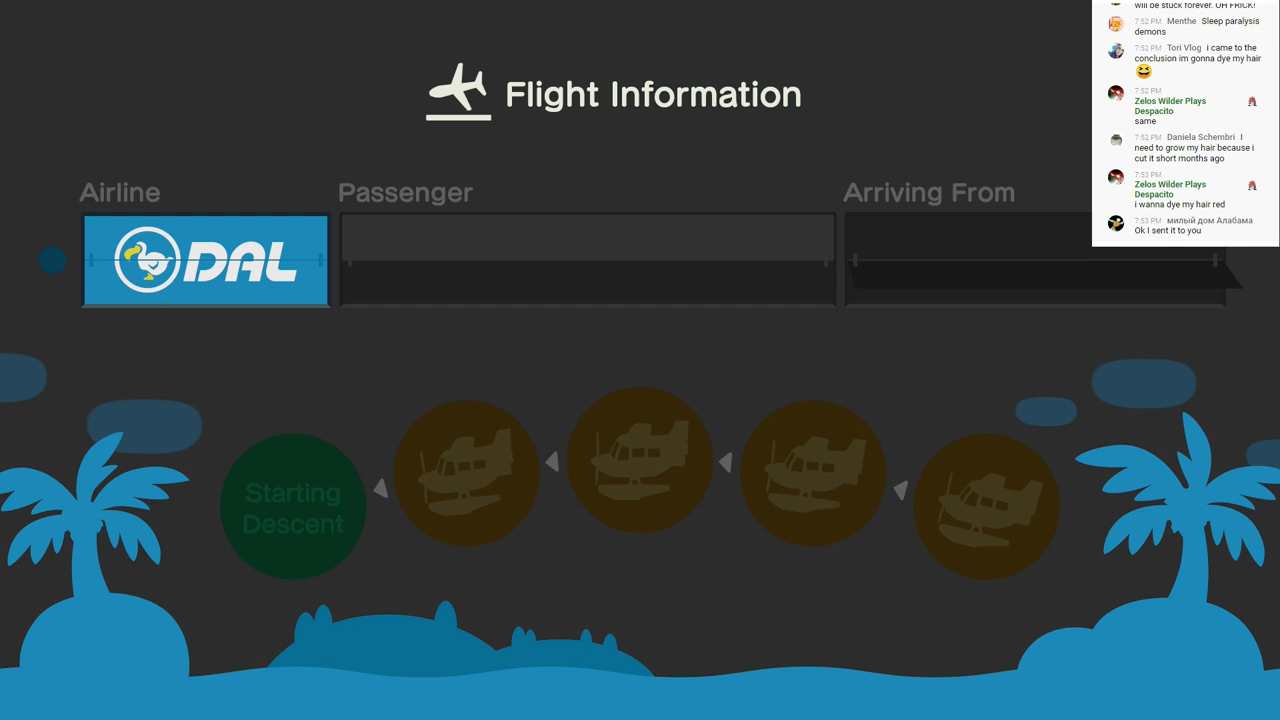 Flight Information
Airline
Passenger
Arriving From
DAL
Starting
Descent
will be stuck forever. OH FRICK!
7:52 PM Menthe Sleep paralysis
demons
7:52 PM Tori Vlog i came to the
conclusion im gonna dye my hair
7:52 PM
Zelos Wilder Plays
Despacito
same
7:52 PM Daniela Schembri I
need to grow my hair because i
cut it short months ago
7:53 PM
Zelos Wilder Plays
Despacito
i wanna dye my hair red
7:53 PM милый дом Алабама
Ok I sent it to you